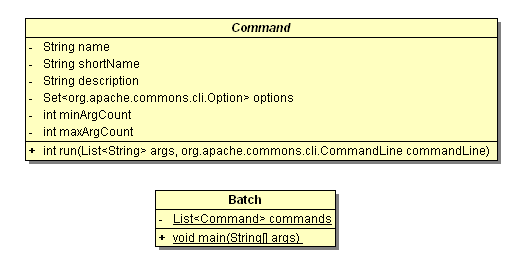 Command
- String name
- String shortName
- String description
- Set<org.apache.commons.cli.Option> options
- int minArgCount
- int maxArgCount
+ int run(List<String> args, org.apache.commons.cli.CommandLine commandLine)
Batch
- List<Command> commands
+ void main(String[] args)